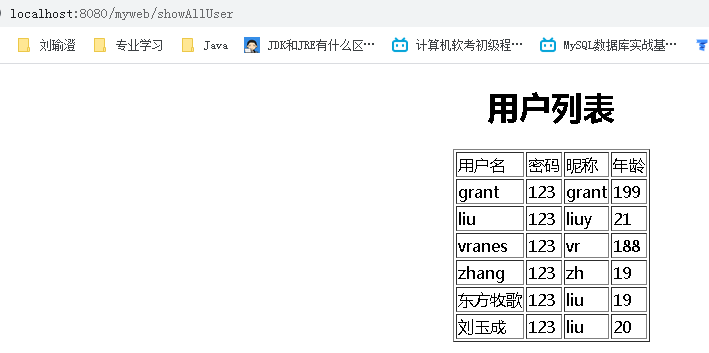 localhost:8080/myweb/showAllUser
刘瑜澄 专业学习 Java JDK和JRE有什么区… 计算机软考初级程… MySQL数据库实战基…
用户列表
用户名 密码 昵称 年龄
grant 123 grant 199
liu 123 liuy 21
vranes 123 vr 188
zhang 123 zh 19
东方牧歌 123 liu 19
刘玉成 123 liu 20